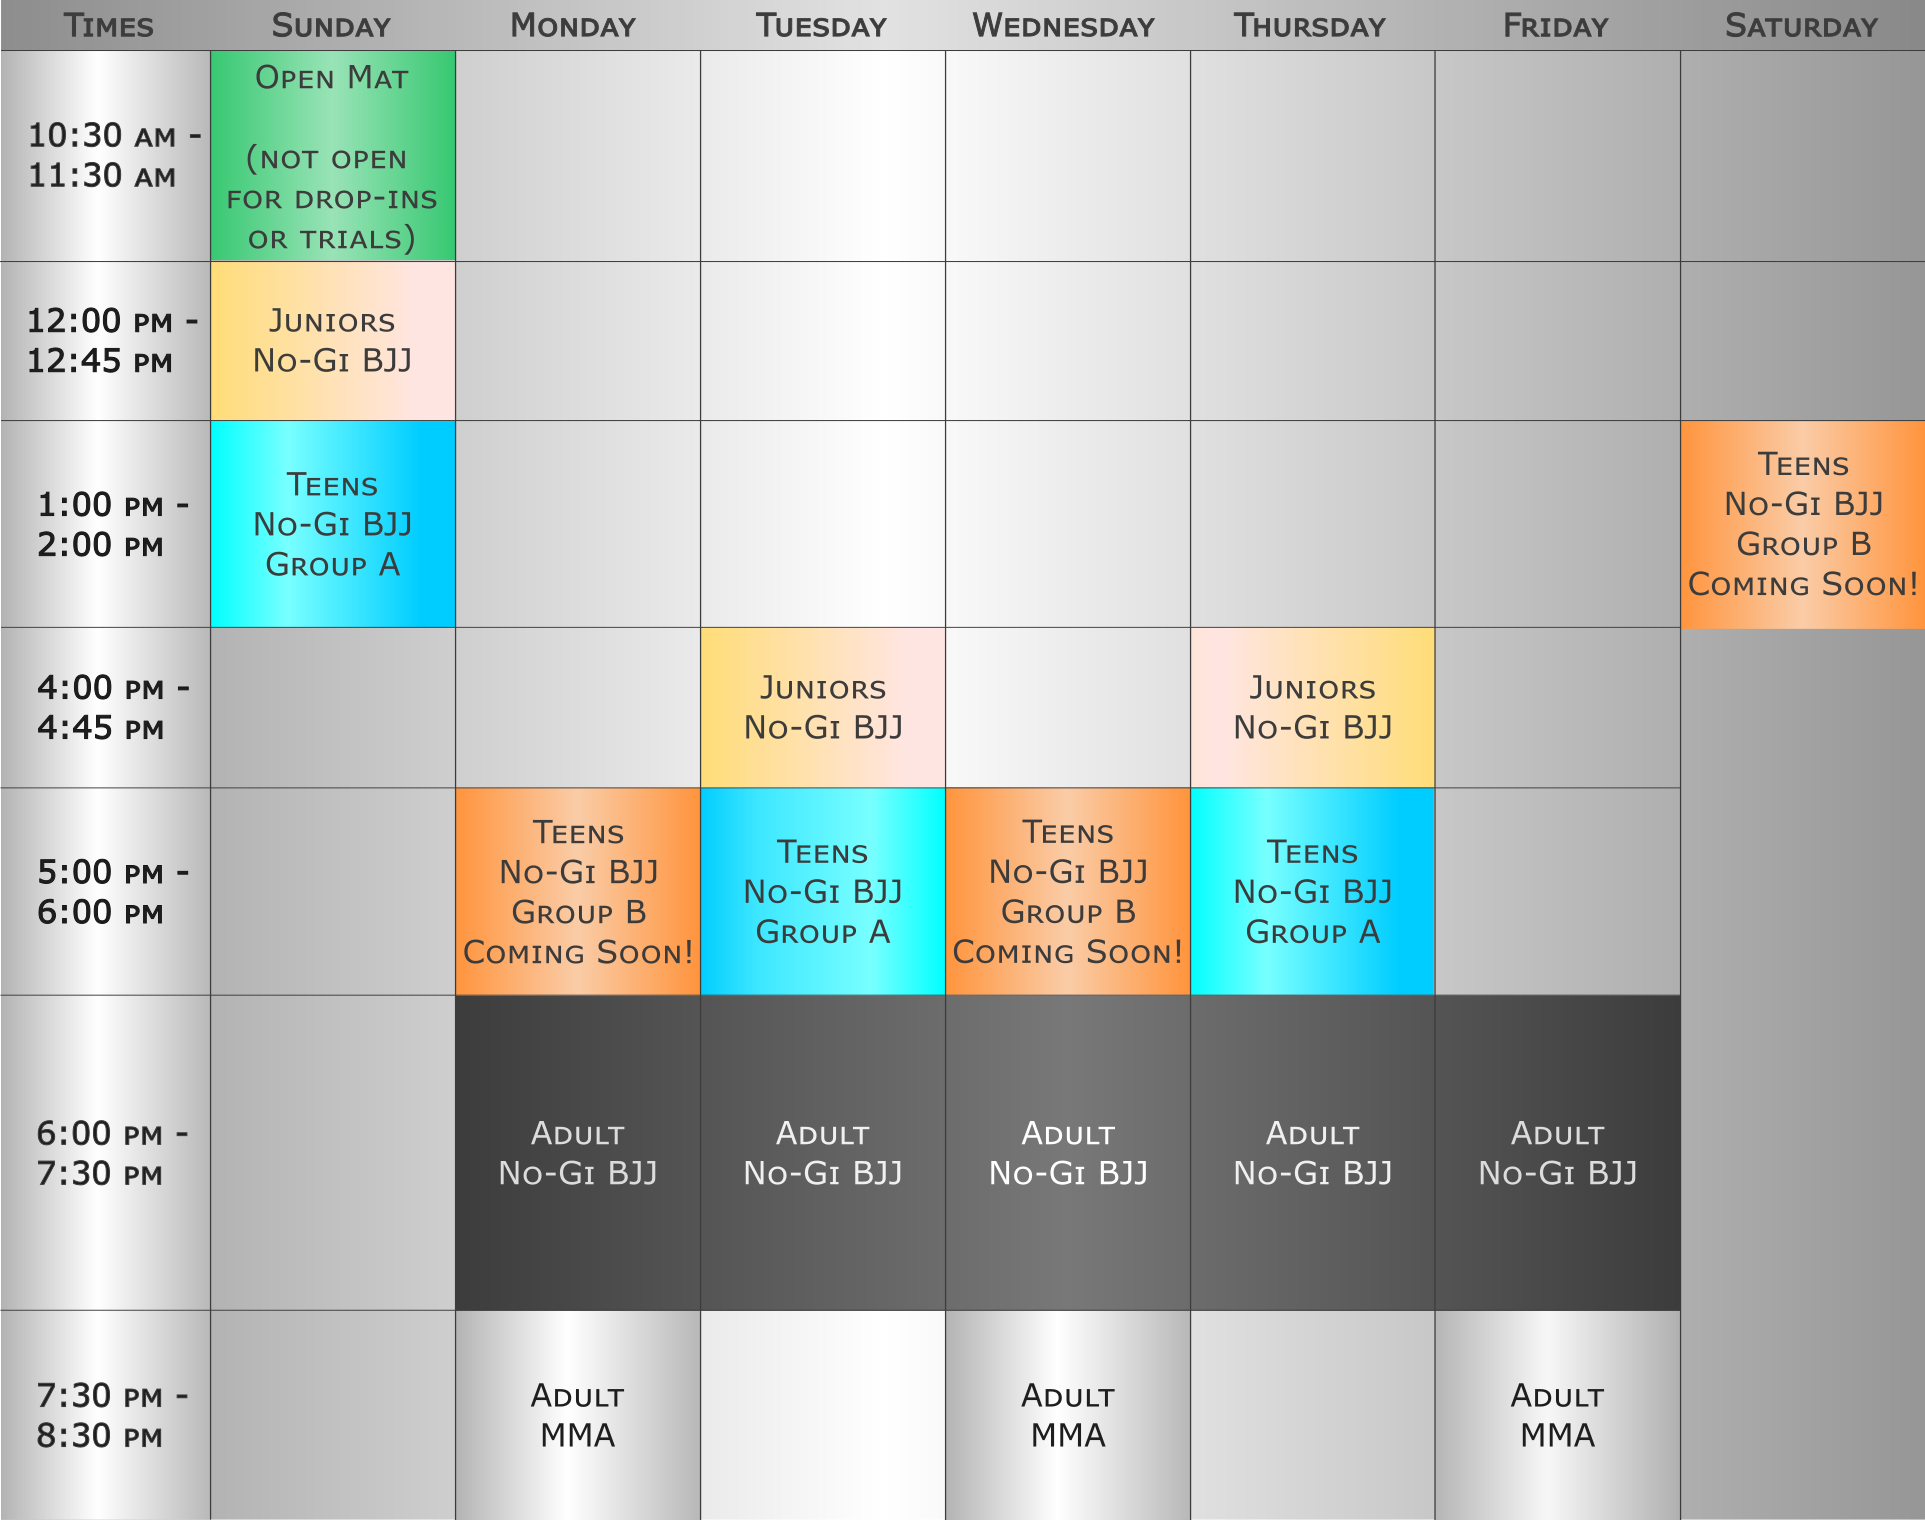 Times Sunday Monday Tuesday Wednesday Thursday Friday Saturday
10:30 am -
11:30 am
Open Mat
(not open
for drop-ins
or trials)
12:00 pm -
12:45 pm
Juniors
No-Gi BJJ
1:00 pm -
2:00 pm
Teens
No-Gi BJJ
Group A
Teens
No-Gi BJJ
Group B
Coming Soon!
4:00 pm -
4:45 pm
Juniors
No-Gi BJJ
Juniors
No-Gi BJJ
5:00 pm -
6:00 pm
Teens
No-Gi BJJ
Group B
Coming Soon!
Teens
No-Gi BJJ
Group A
Teens
No-Gi BJJ
Group B
Coming Soon!
Teens
No-Gi BJJ
Group A
6:00 pm -
7:30 pm
Adult
No-Gi BJJ
Adult
No-Gi BJJ
Adult
No-Gi BJJ
Adult
No-Gi BJJ
Adult
No-Gi BJJ
7:30 pm -
8:30 pm
Adult
MMA
Adult
MMA
Adult
MMA